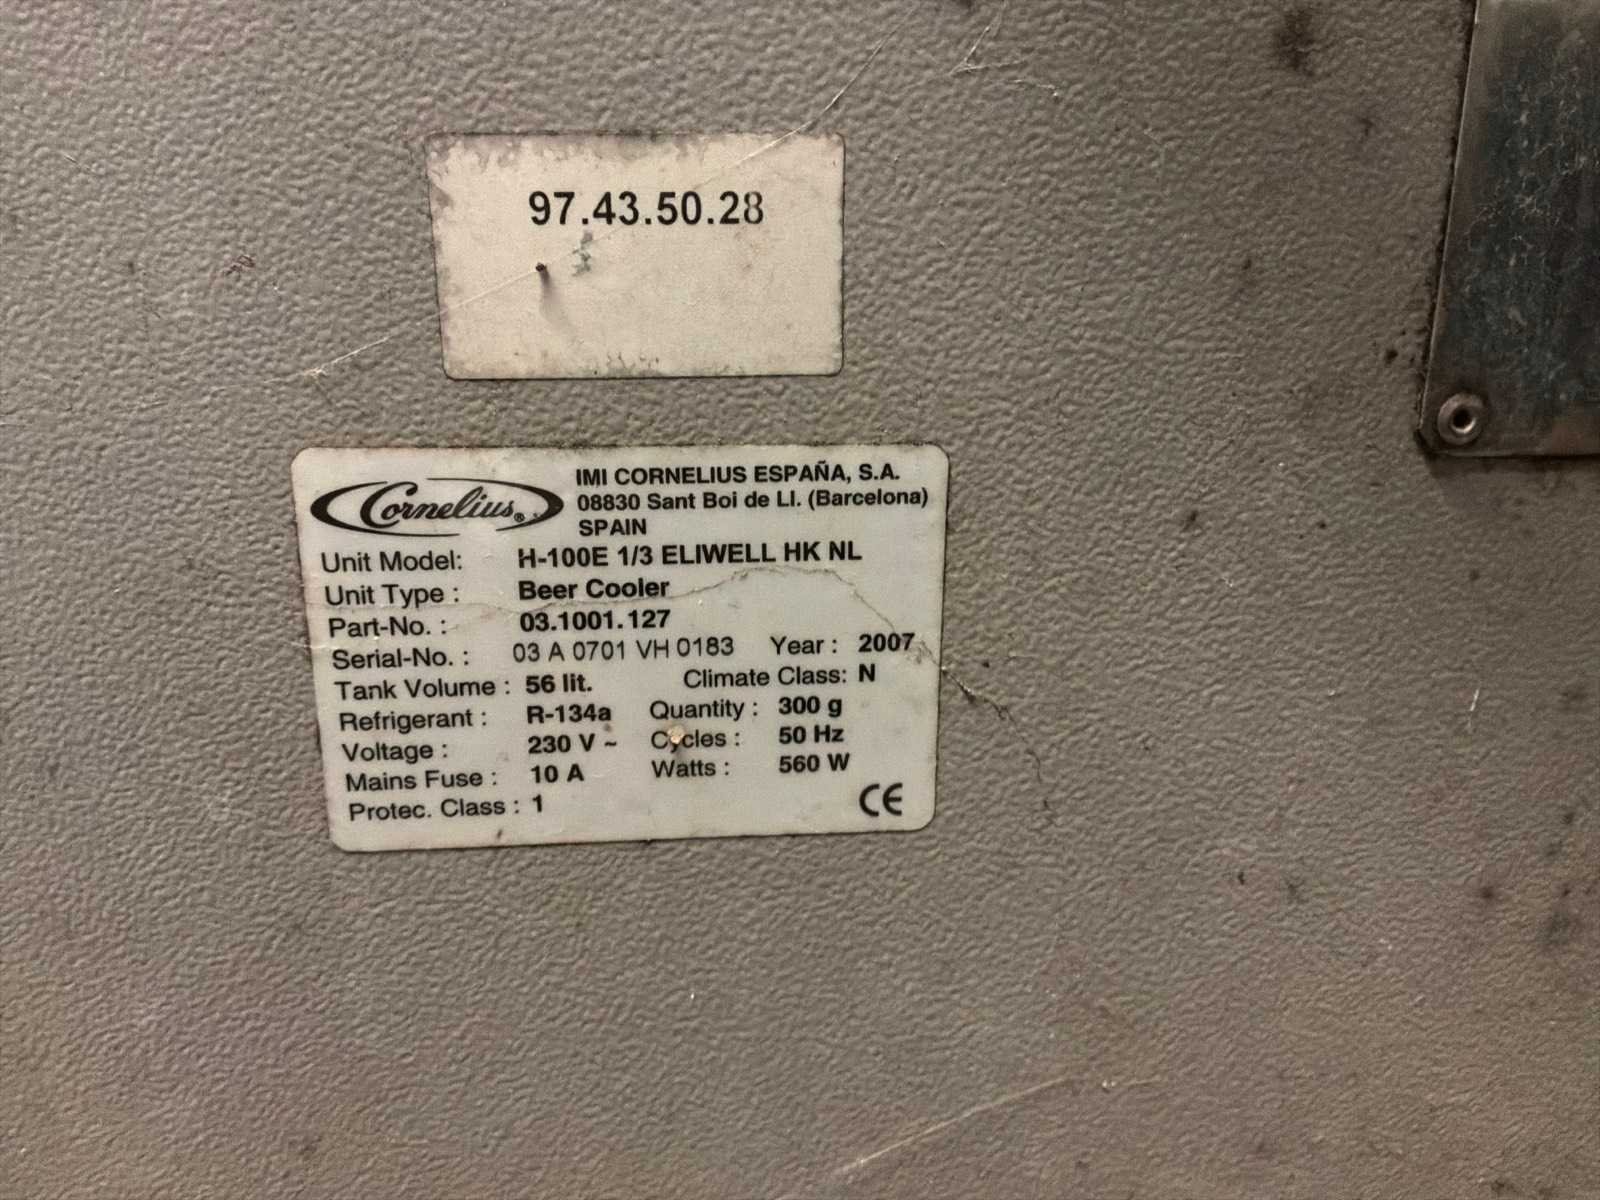 97.43.50.28
Cornelius®
IMI CORNELIUS ESPAÑA, S.A.
08830 Sant Boi de Ll. (Barcelona)
SPAIN
Unit Model: H-100E 1/3 ELIWELL HK NL
Unit Type : Beer Cooler
Part-No. : 03.1001.127
Serial-No. : 03 A 0701 VH 0183 Year : 2007
Tank Volume : 56 lit. Climate Class: N
Refrigerant : R-134a Quantity : 300 g
Voltage : 230 V ~ Cycles : 50 Hz
Mains Fuse : 10 A Watts : 560 W
Protec. Class : 1
CE